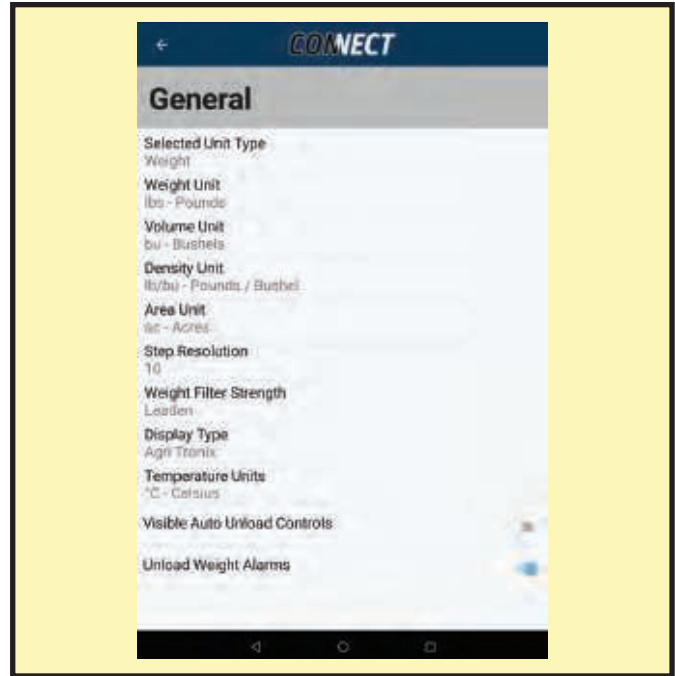 CONNECT
General
Selected Unit Type
Weight
Weight Unit
lbs - Pounds
Volume Unit
bu - Bushels
Density Unit
lb/bu - Pounds / Bushel
Area Unit
ac - Acres
Step Resolution
10
Weight Filter Strength
Leaden
Display Type
Agri Tronix
Temperature Units
°C - Celsius
Visible Auto Unload Controls
Unload Weight Alarms